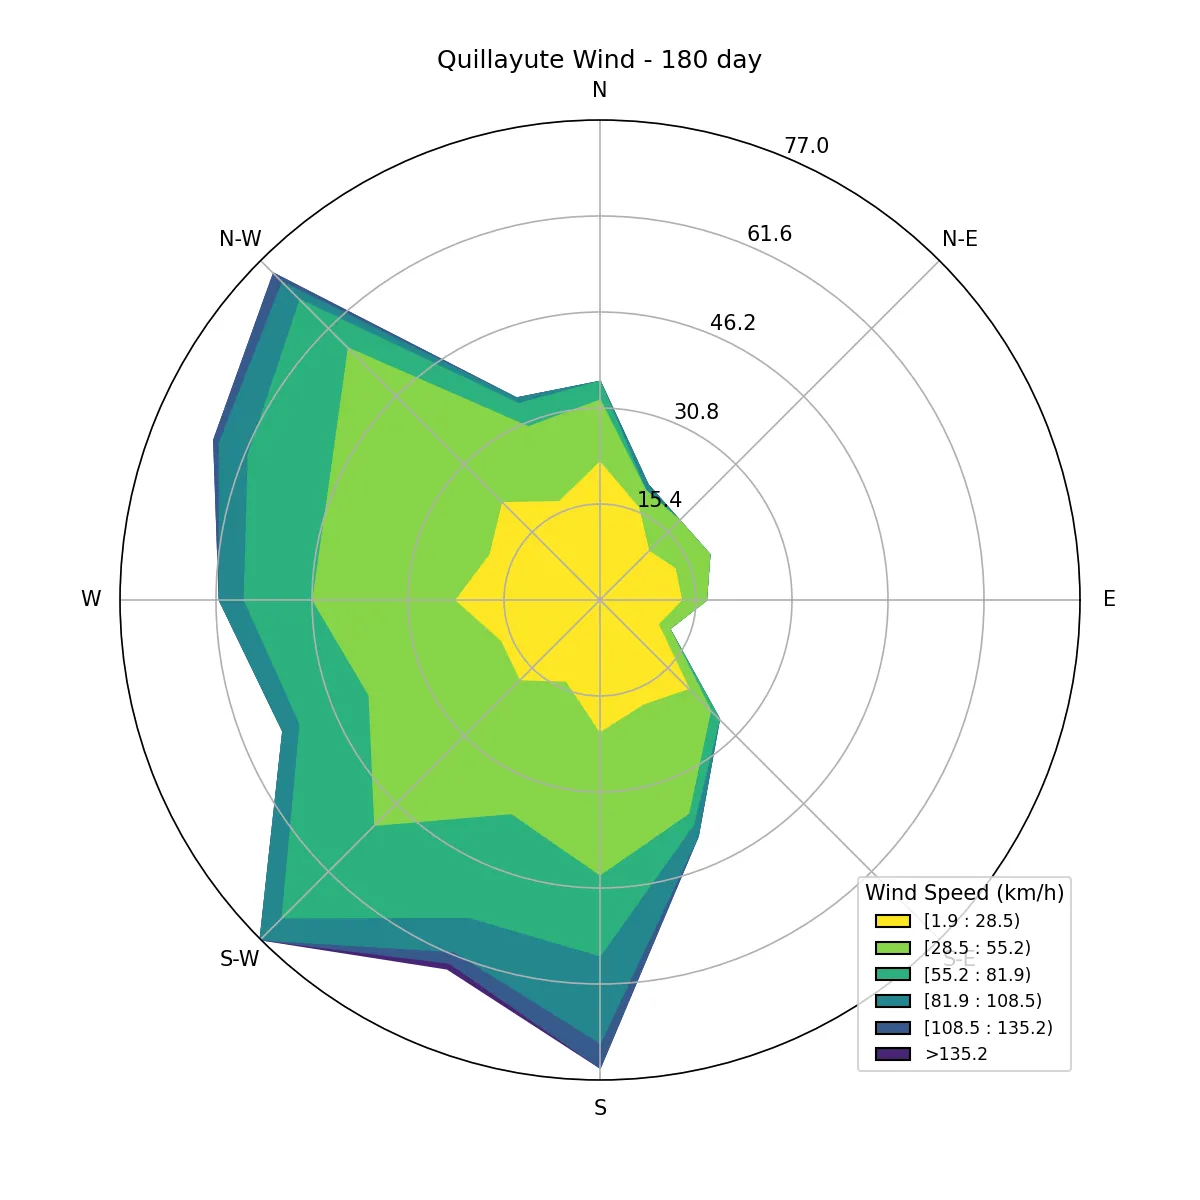 Quillayute Wind - 180 day
N
77.0
61.6
N-W
N-E
46.2
30.8
15.4
W
E
Wind Speed (km/h)
[1.9 : 28.5)
[28.5 : 55.2)
S-W
S-E
[55.2 : 81.9)
[81.9 : 108.5)
[108.5 : 135.2)
>135.2
S